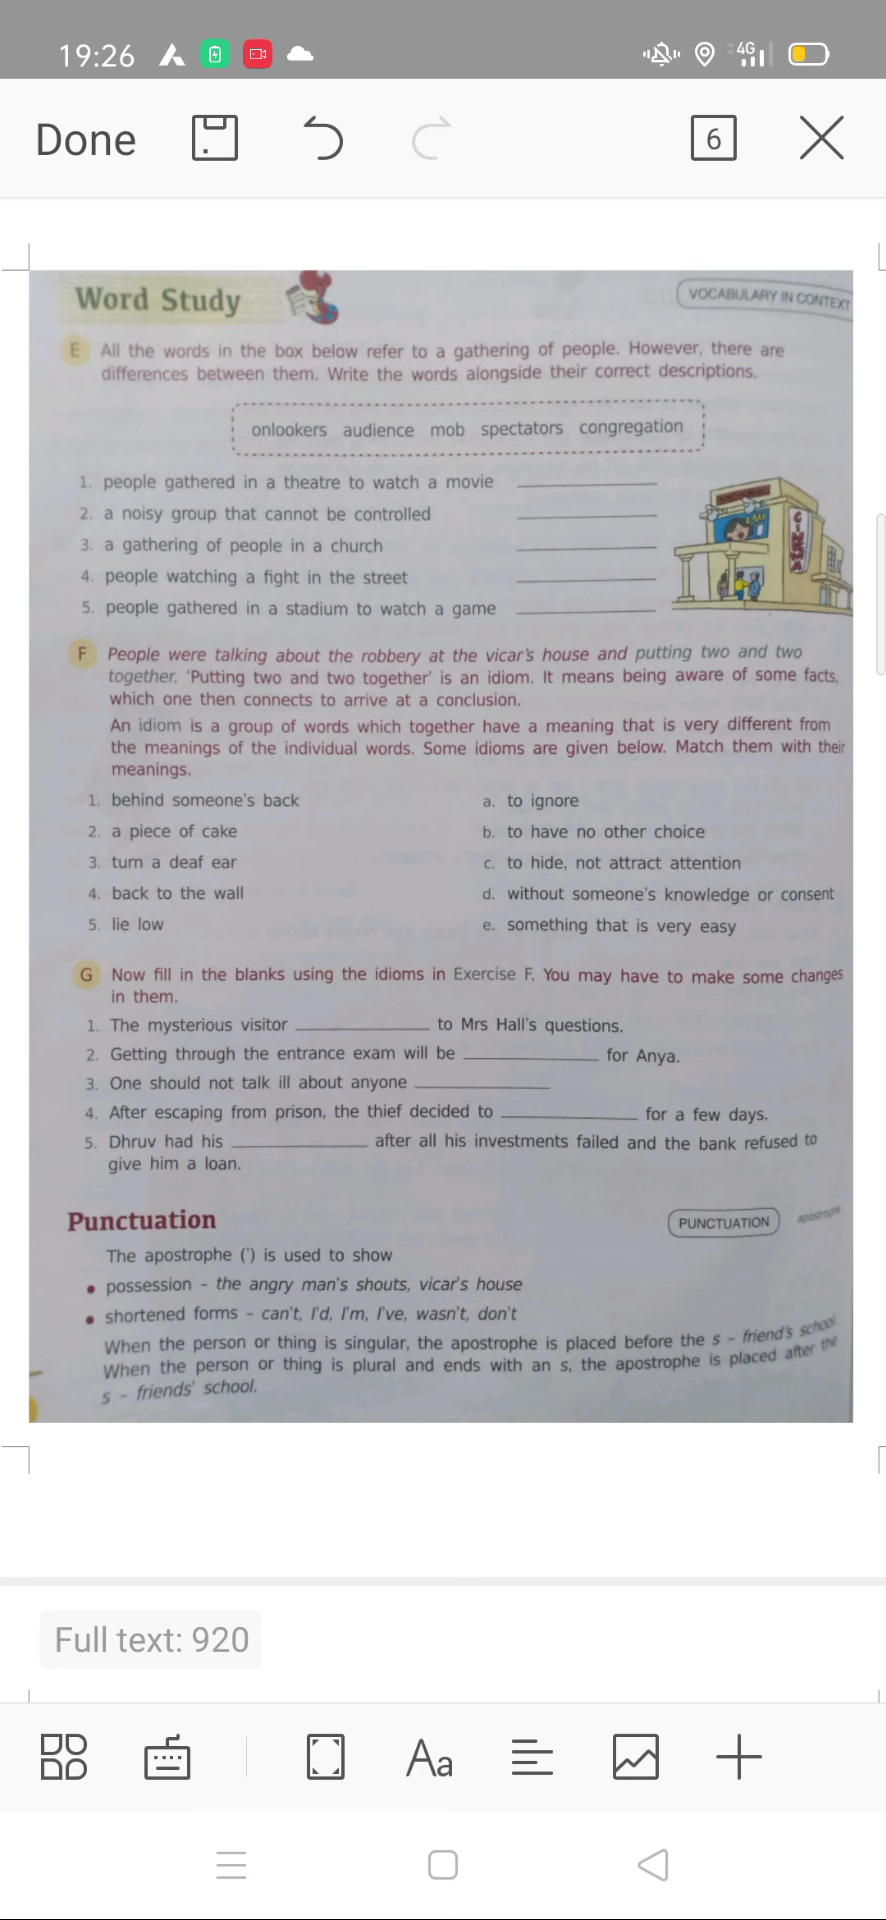 19:26
4G
Done
6
Word Study
VOCABULARY IN CONTEXT
E All the words in the box below refer to a gathering of people. However, there are
differences between them. Write the words alongside their correct descriptions.
onlookers audience mob spectators congregation
1. people gathered in a theatre to watch a movie
2. a noisy group that cannot be controlled
3. a gathering of people in a church
4. people watching a fight in the street
5. people gathered in a stadium to watch a game
CINEMA
F People were talking about the robbery at the vicar's house and putting two and two
together. 'Putting two and two together' is an idiom. It means being aware of some facts,
which one then connects to arrive at a conclusion.
An idiom is a group of words which together have a meaning that is very different from
the meanings of the individual words. Some idioms are given below. Match them with their
meanings.
1. behind someone's back a. to ignore
2. a piece of cake b. to have no other choice
3. turn a deaf ear c. to hide, not attract attention
4. back to the wall d. without someone's knowledge or consent
5. lie low e. something that is very easy
G Now fill in the blanks using the idioms in Exercise F. You may have to make some changes
in them.
1. The mysterious visitor ____________ to Mrs Hall's questions.
2. Getting through the entrance exam will be ____________ for Anya.
3. One should not talk ill about anyone ____________
4. After escaping from prison, the thief decided to ____________ for a few days.
5. Dhruv had his ____________ after all his investments failed and the bank refused to
give him a loan.
Punctuation
PUNCTUATION apostrophe
The apostrophe (') is used to show
• possession – the angry man's shouts, vicar's house
• shortened forms – can't, I'd, I'm, I've, wasn't, don't
When the person or thing is singular, the apostrophe is placed before the s – friend's school.
When the person or thing is plural and ends with an s, the apostrophe is placed after the
s – friends' school.
Full text: 920
Aa